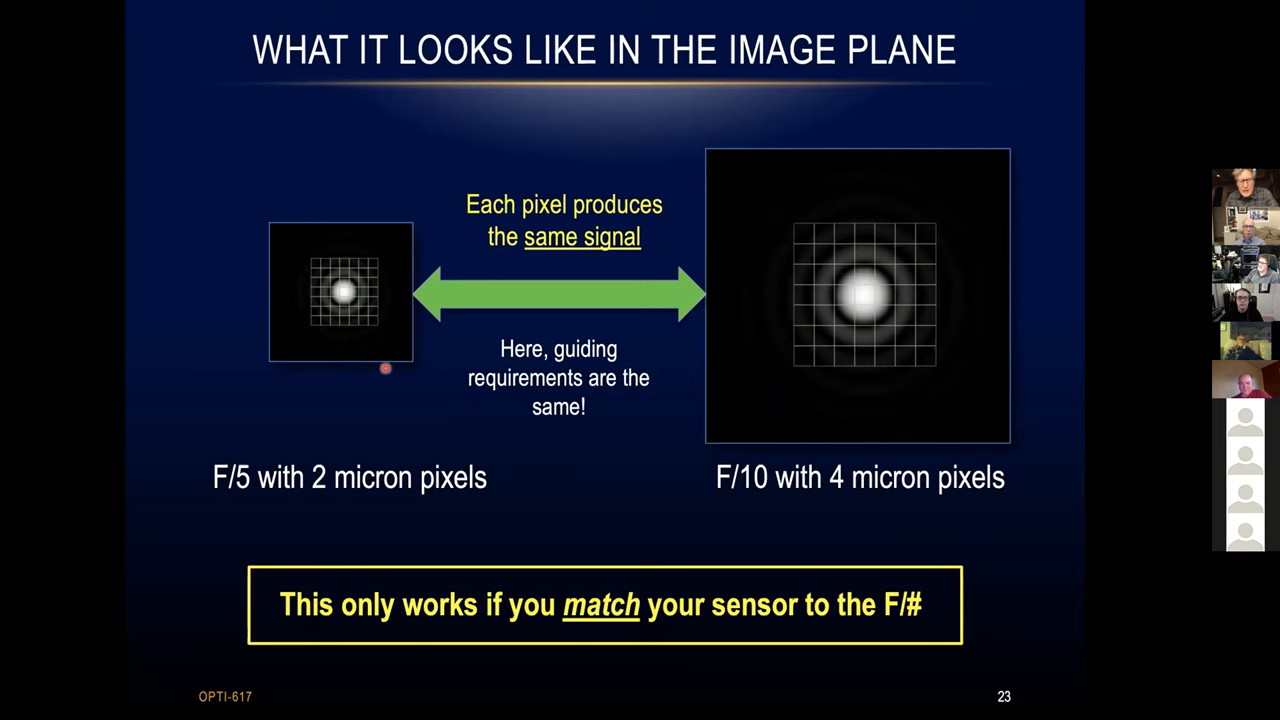 WHAT IT LOOKS LIKE IN THE IMAGE PLANE
Each pixel produces
the same signal
Here, guiding
requirements are the
same!
F/5 with 2 micron pixels
F/10 with 4 micron pixels
This only works if you match your sensor to the F/#
OPTI-617
23